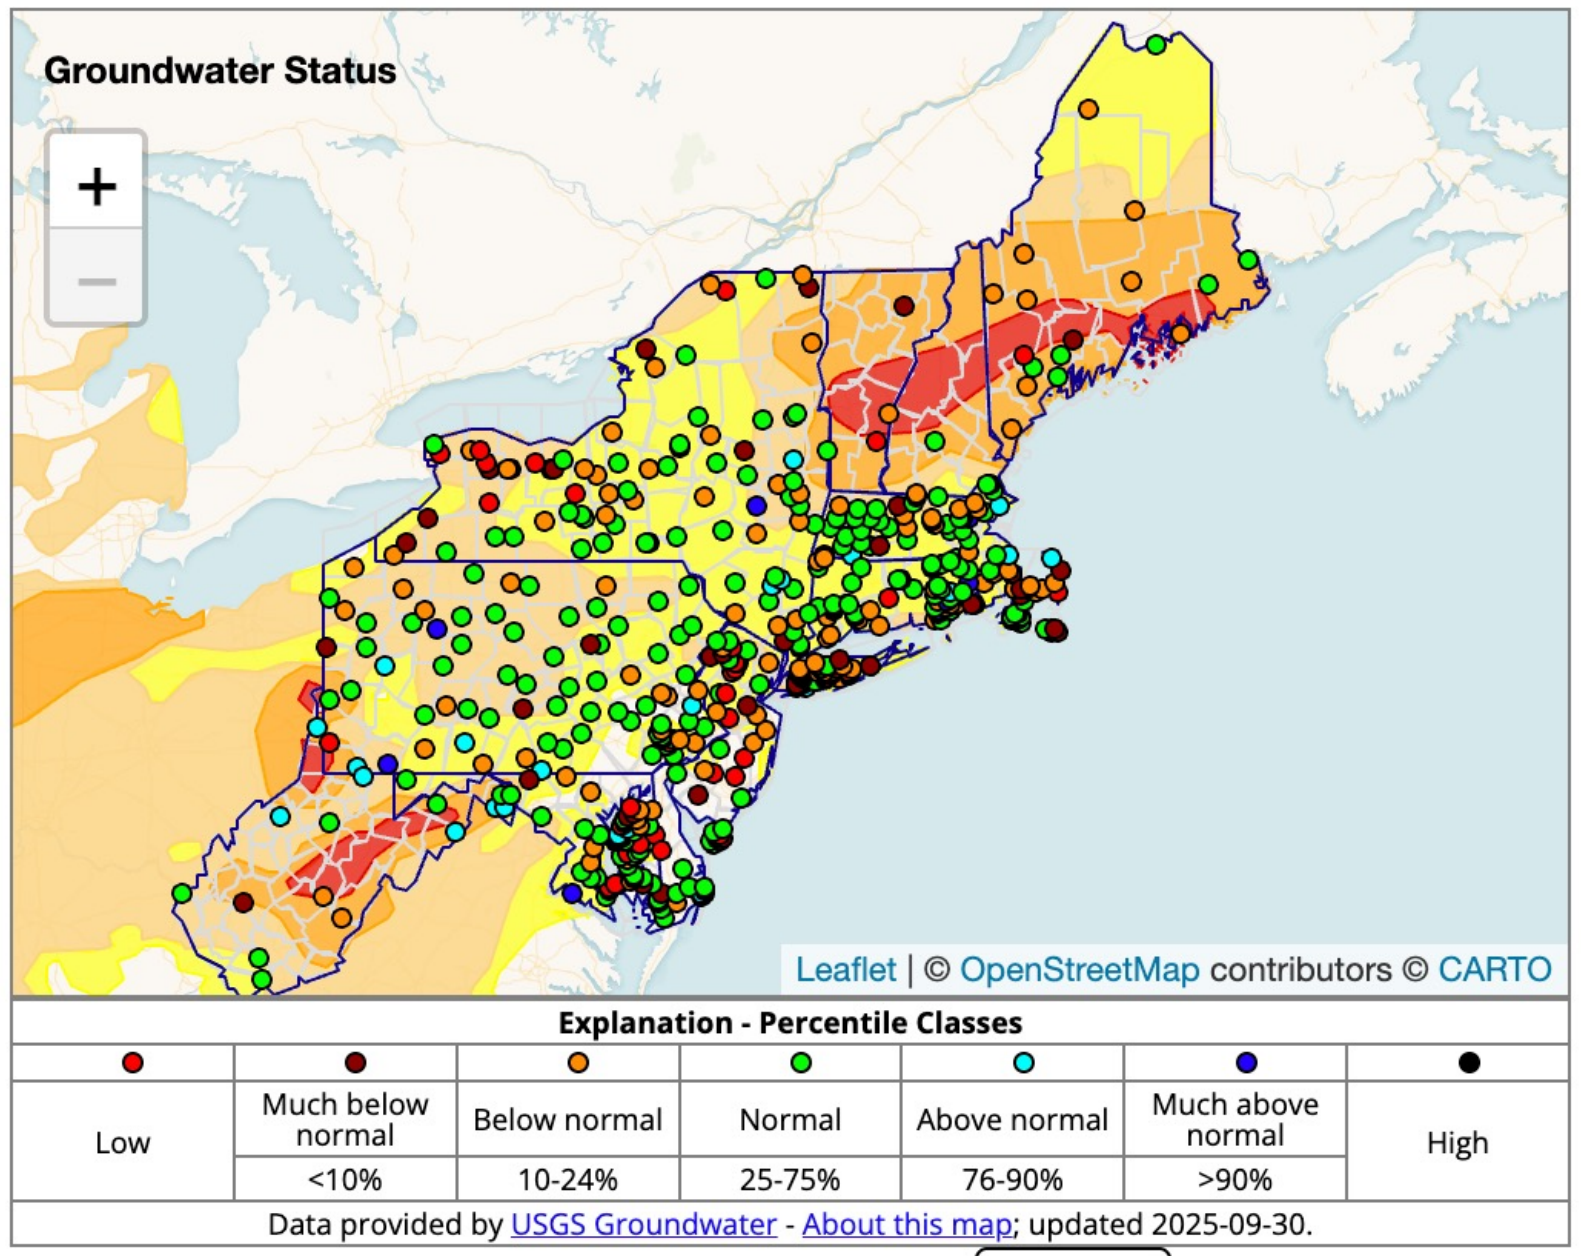 Groundwater Status
+
−
Leaflet | © OpenStreetMap contributors © CARTO
Explanation - Percentile Classes
Low
Much below normal
<10%
Below normal
10-24%
Normal
25-75%
Above normal
76-90%
Much above normal
>90%
High
Data provided by USGS Groundwater - About this map; updated 2025-09-30.